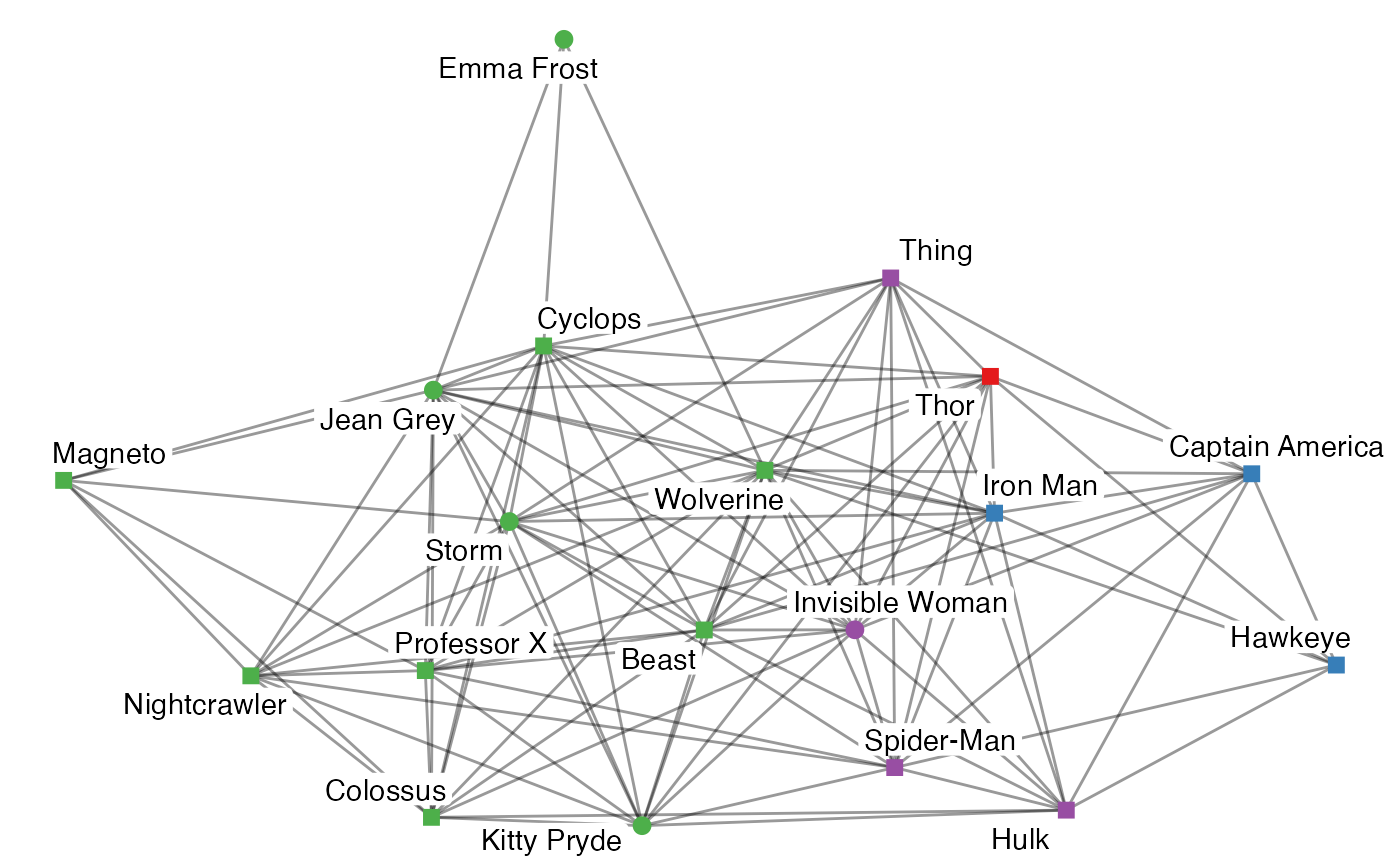 Emma Frost
Thing
Cyclops
Thor
Jean Grey
Captain America
Magneto
Iron Man
Wolverine
Storm
Invisible Woman
Hawkeye
Professor X
Beast
Nightcrawler
Spider-Man
Colossus
Kitty Pryde
Hulk